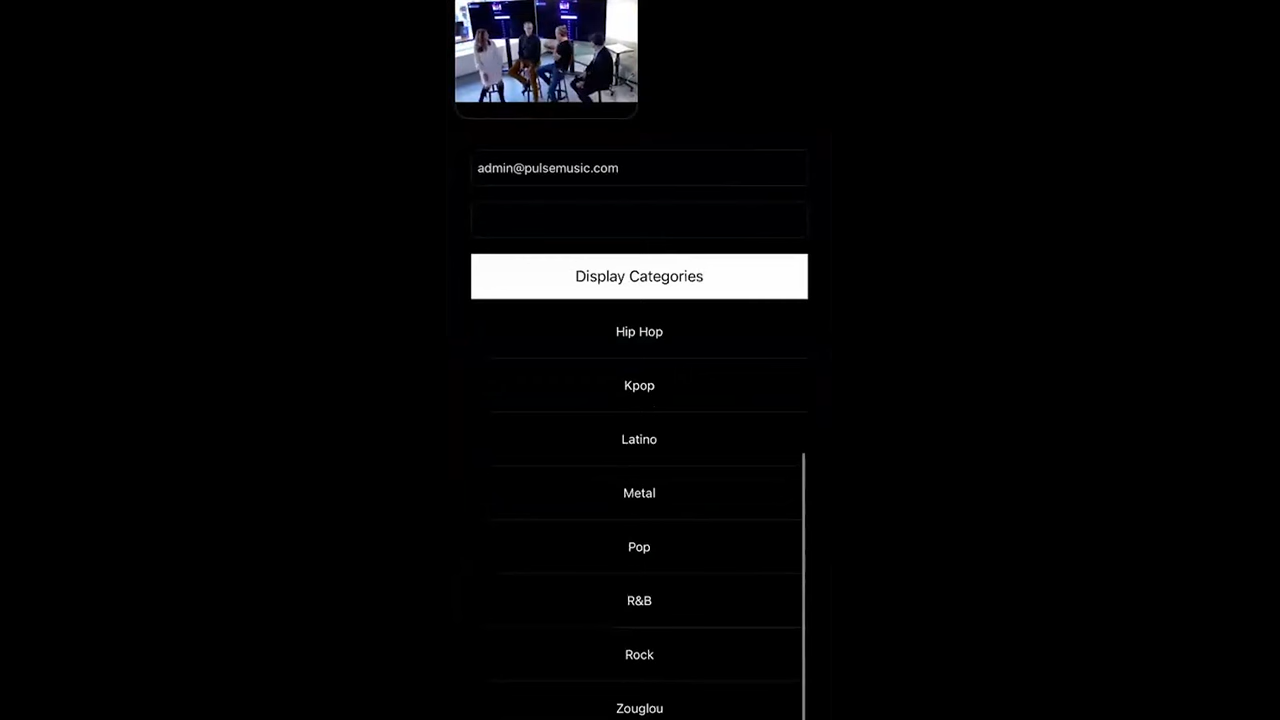 admin@pulsemusic.com
Display Categories
Hip Hop
Kpop
Latino
Metal
Pop
R&B
Rock
Zouglou